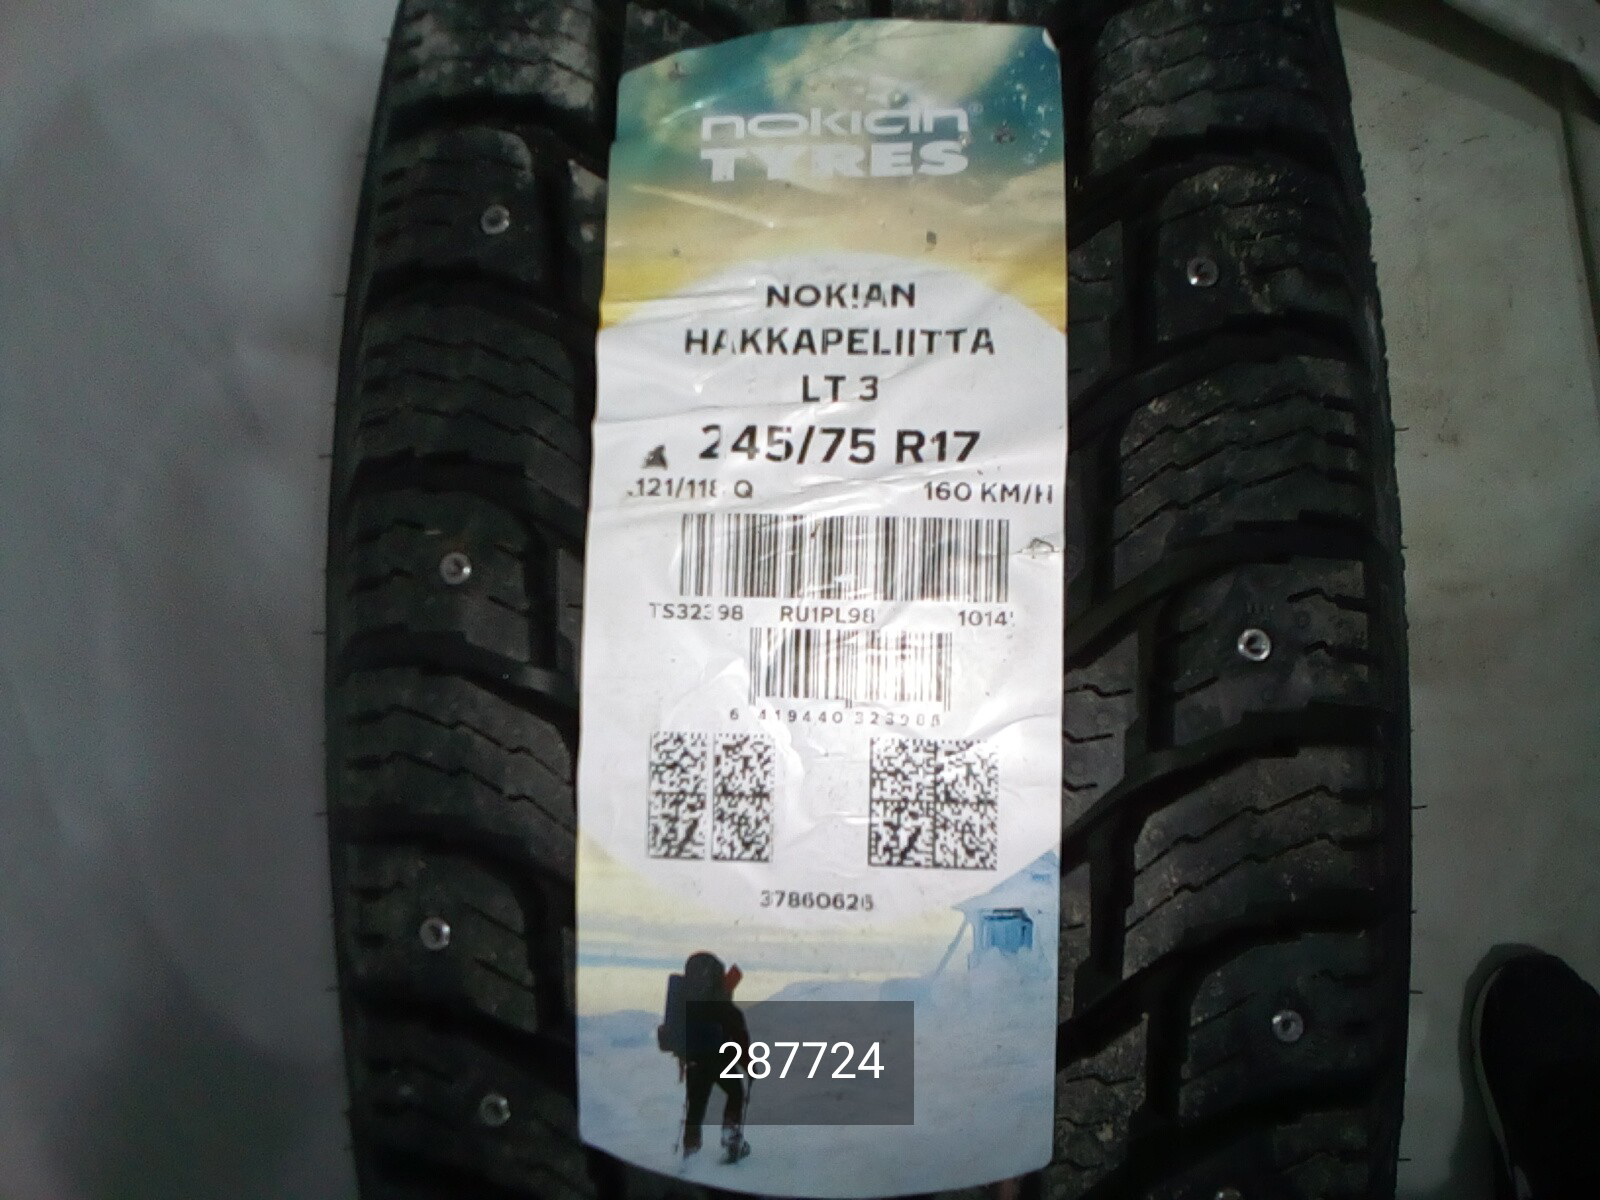 nokian®
TYRES
NOKIAN
HAKKAPELIITTA
LT 3
245/75 R17
121/118 Q 160 KM/H
TS32398 RU1PL98
6 419440 323986
37860626
287724